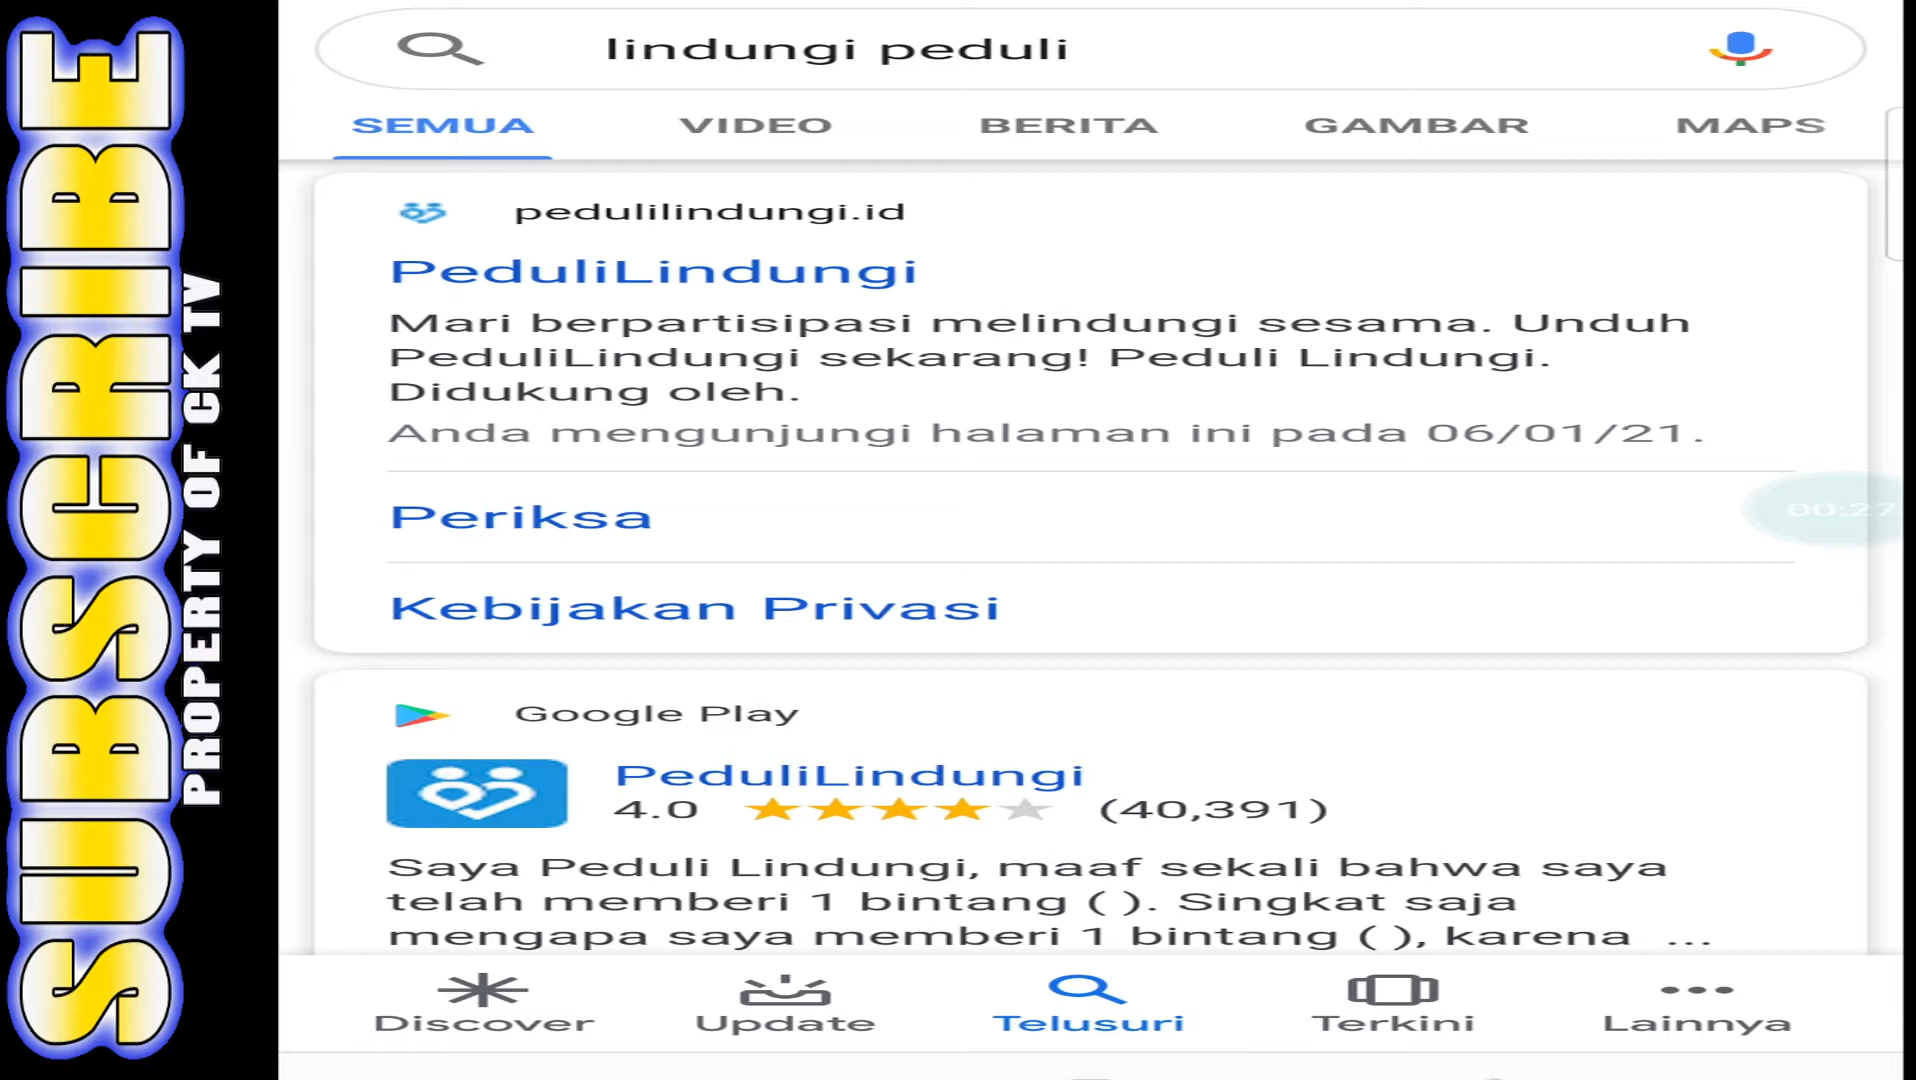 SUBSCRIBE
PROPERTY OF CK TV
lindungi peduli
SEMUA VIDEO BERITA GAMBAR MAPS
pedulilindungi.id
PeduliLindungi
Mari berpartisipasi melindungi sesama. Unduh
PeduliLindungi sekarang! Peduli Lindungi.
Didukung oleh.
Anda mengunjungi halaman ini pada 06/01/21.
00:27
Periksa
Kebijakan Privasi
Google Play
PeduliLindungi
4.0 (40,391)
Saya Peduli Lindungi, maaf sekali bahwa saya
telah memberi 1 bintang ( ). Singkat saja
mengapa saya memberi 1 bintang ( ), karena ...
Discover Update Telusuri Terkini Lainnya